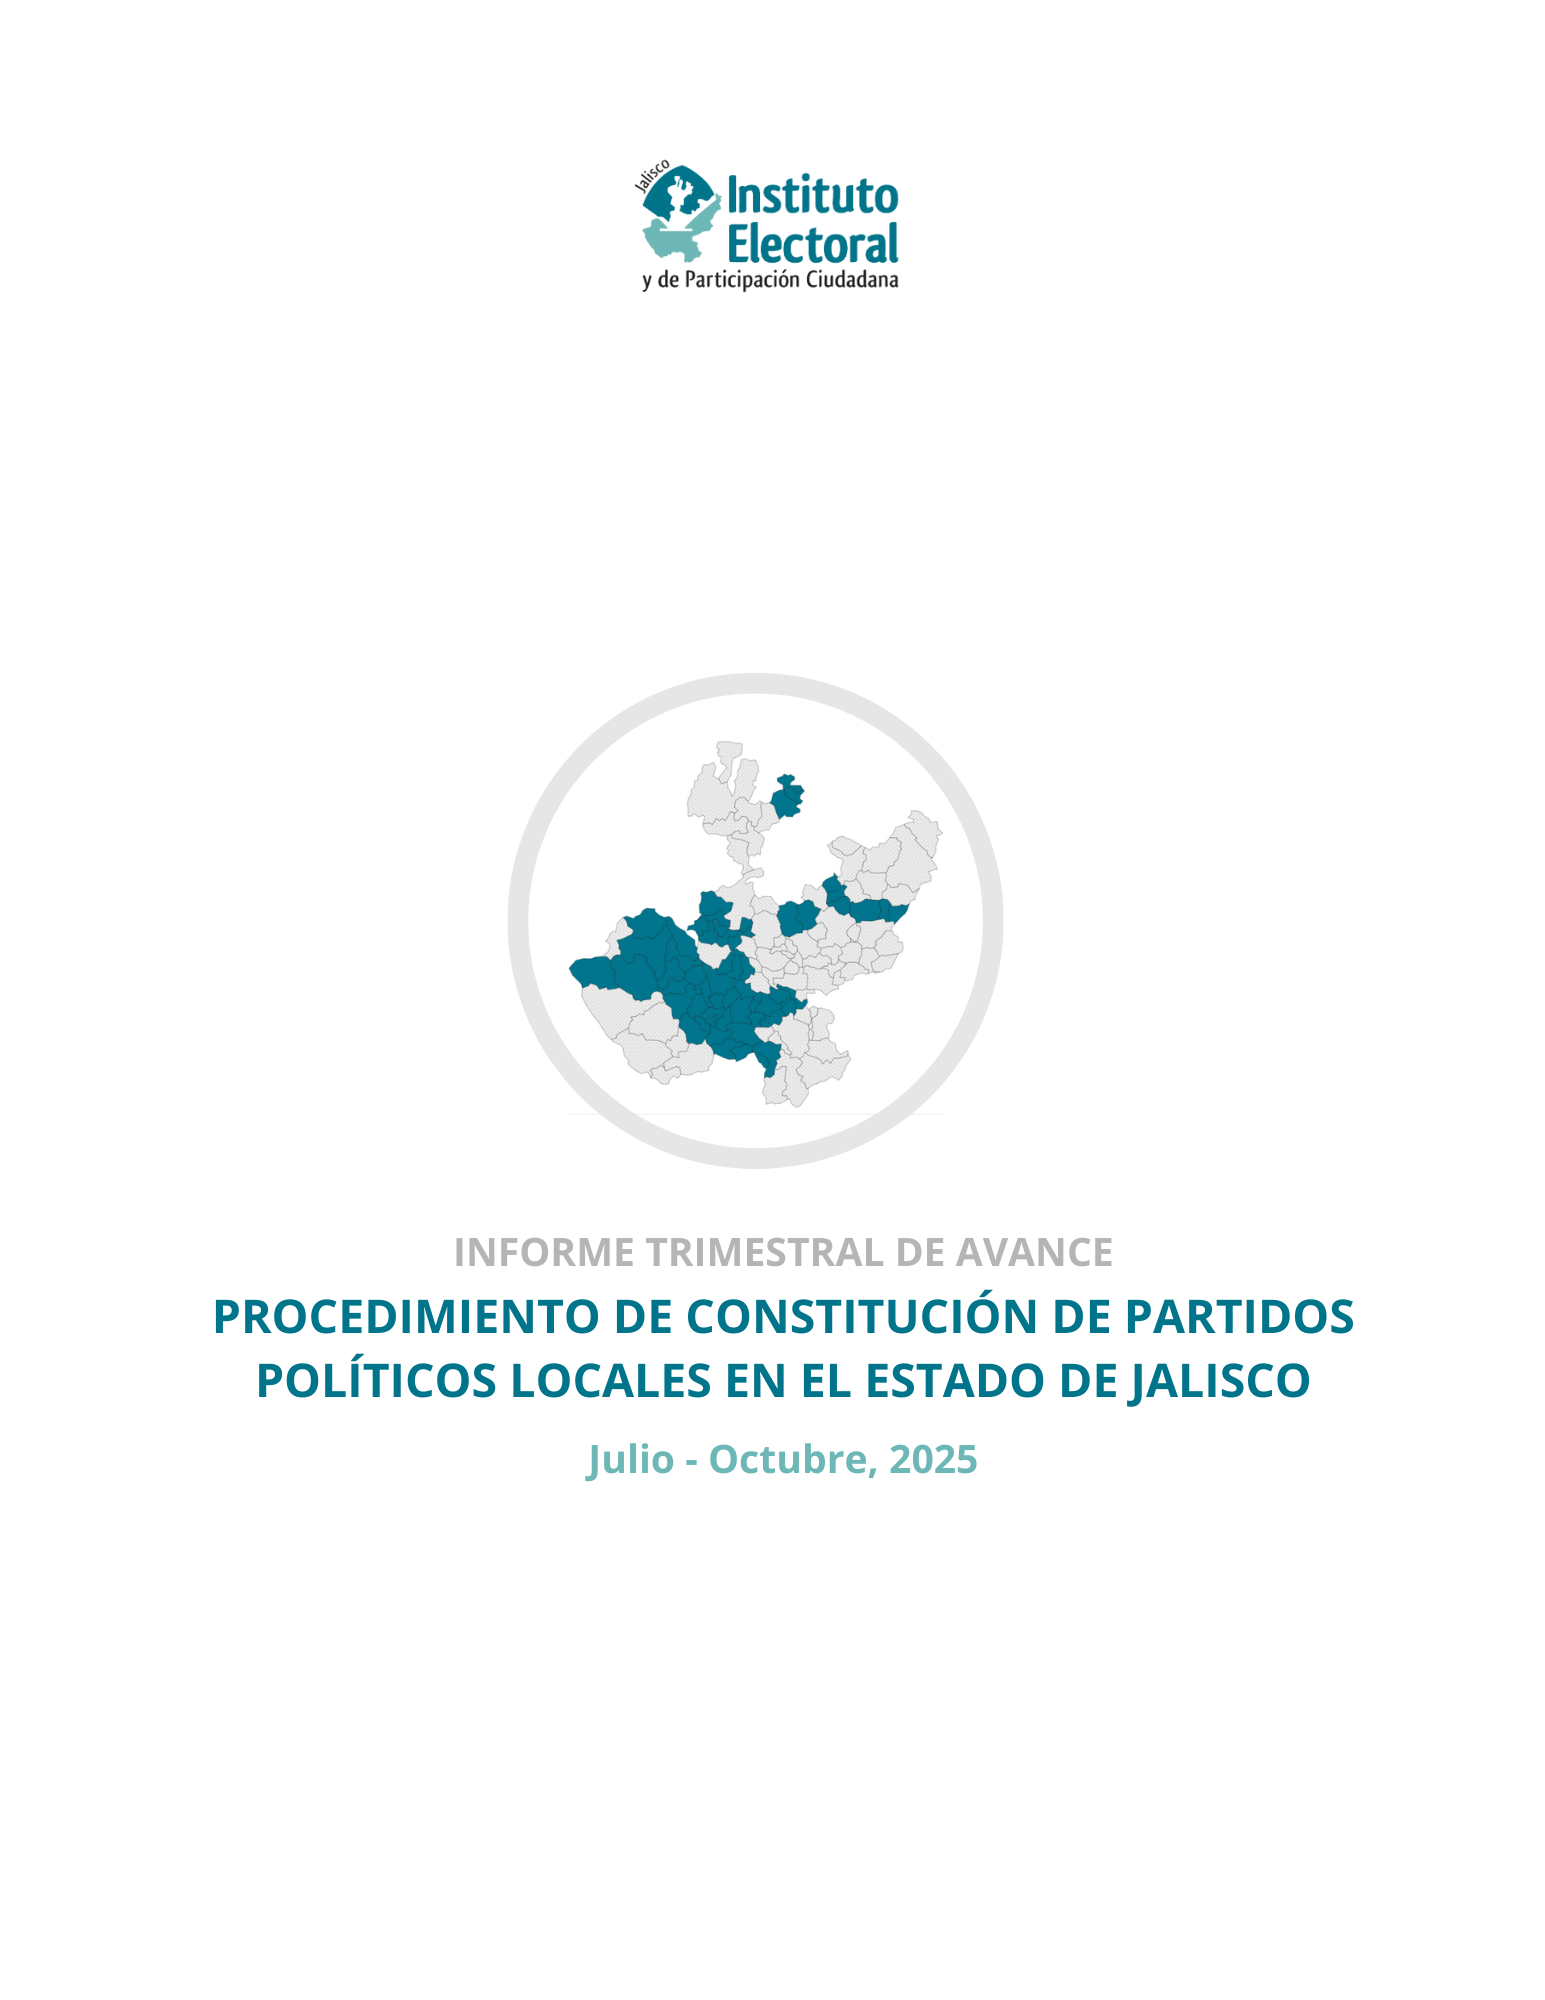 Jalisco
Instituto
Electoral
y de Participación Ciudadana
INFORME TRIMESTRAL DE AVANCE
PROCEDIMIENTO DE CONSTITUCIÓN DE PARTIDOS
POLÍTICOS LOCALES EN EL ESTADO DE JALISCO
Julio - Octubre, 2025